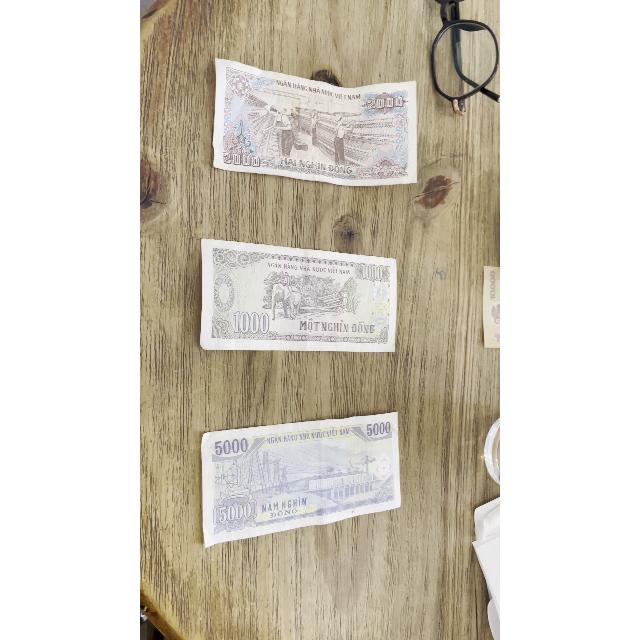 NGÂN HÀNG NHÀ NƯỚC VIỆT NAM
2000
2000
HAI NGHÌN ĐỒNG
NGÂN HÀNG NHÀ NƯỚC VIỆT NAM
1000
1000
MỘT NGHÌN ĐỒNG
5000
NGÂN HÀNG NHÀ NƯỚC VIỆT NAM
5000
5000
NĂM NGHÌN
ĐỒNG
10000